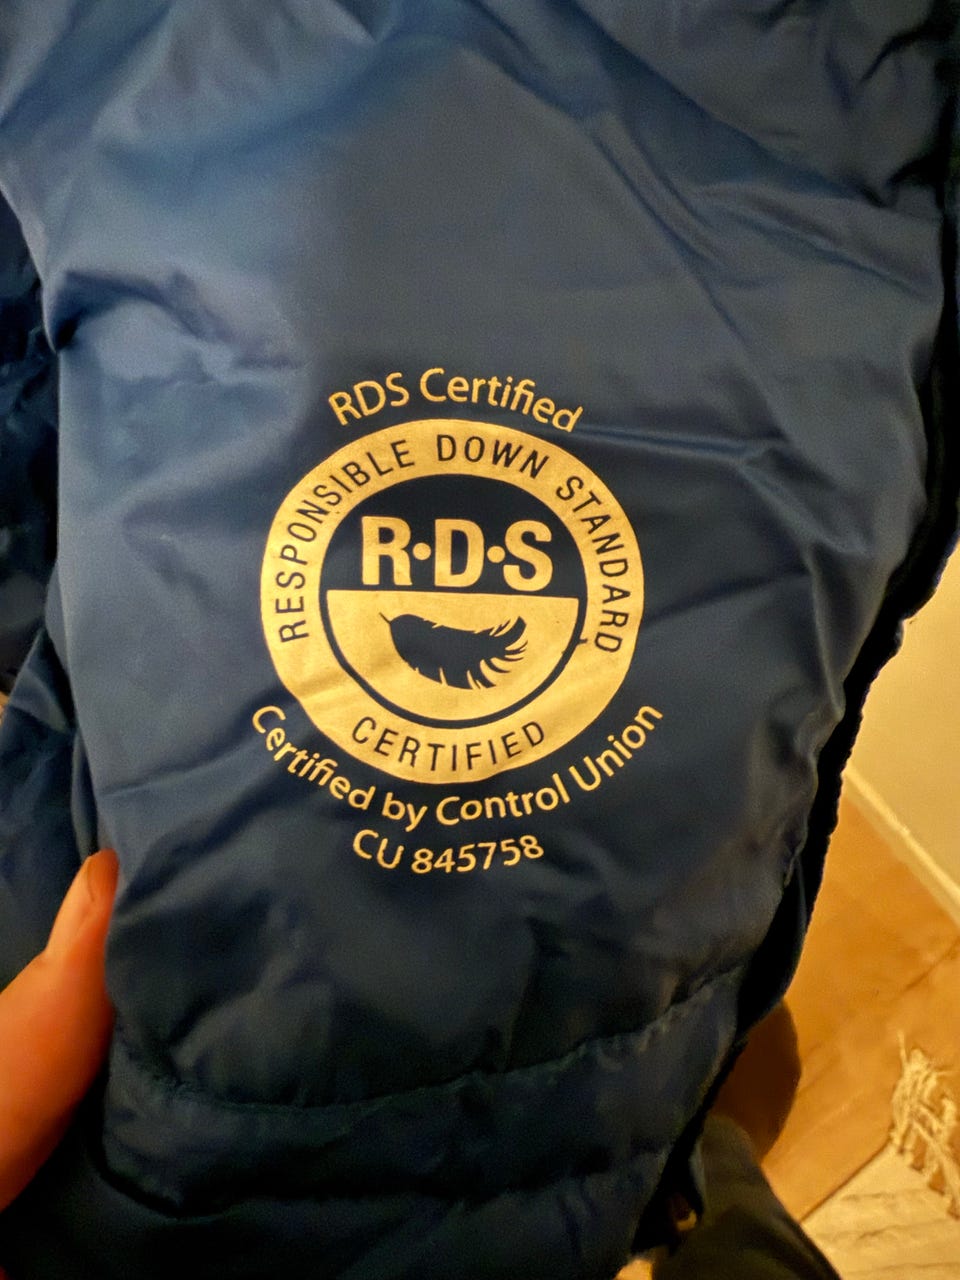 RDS Certified
RESPONSIBLE DOWN STANDARD
R·D·S
CERTIFIED
Certified by Control Union
CU 845758